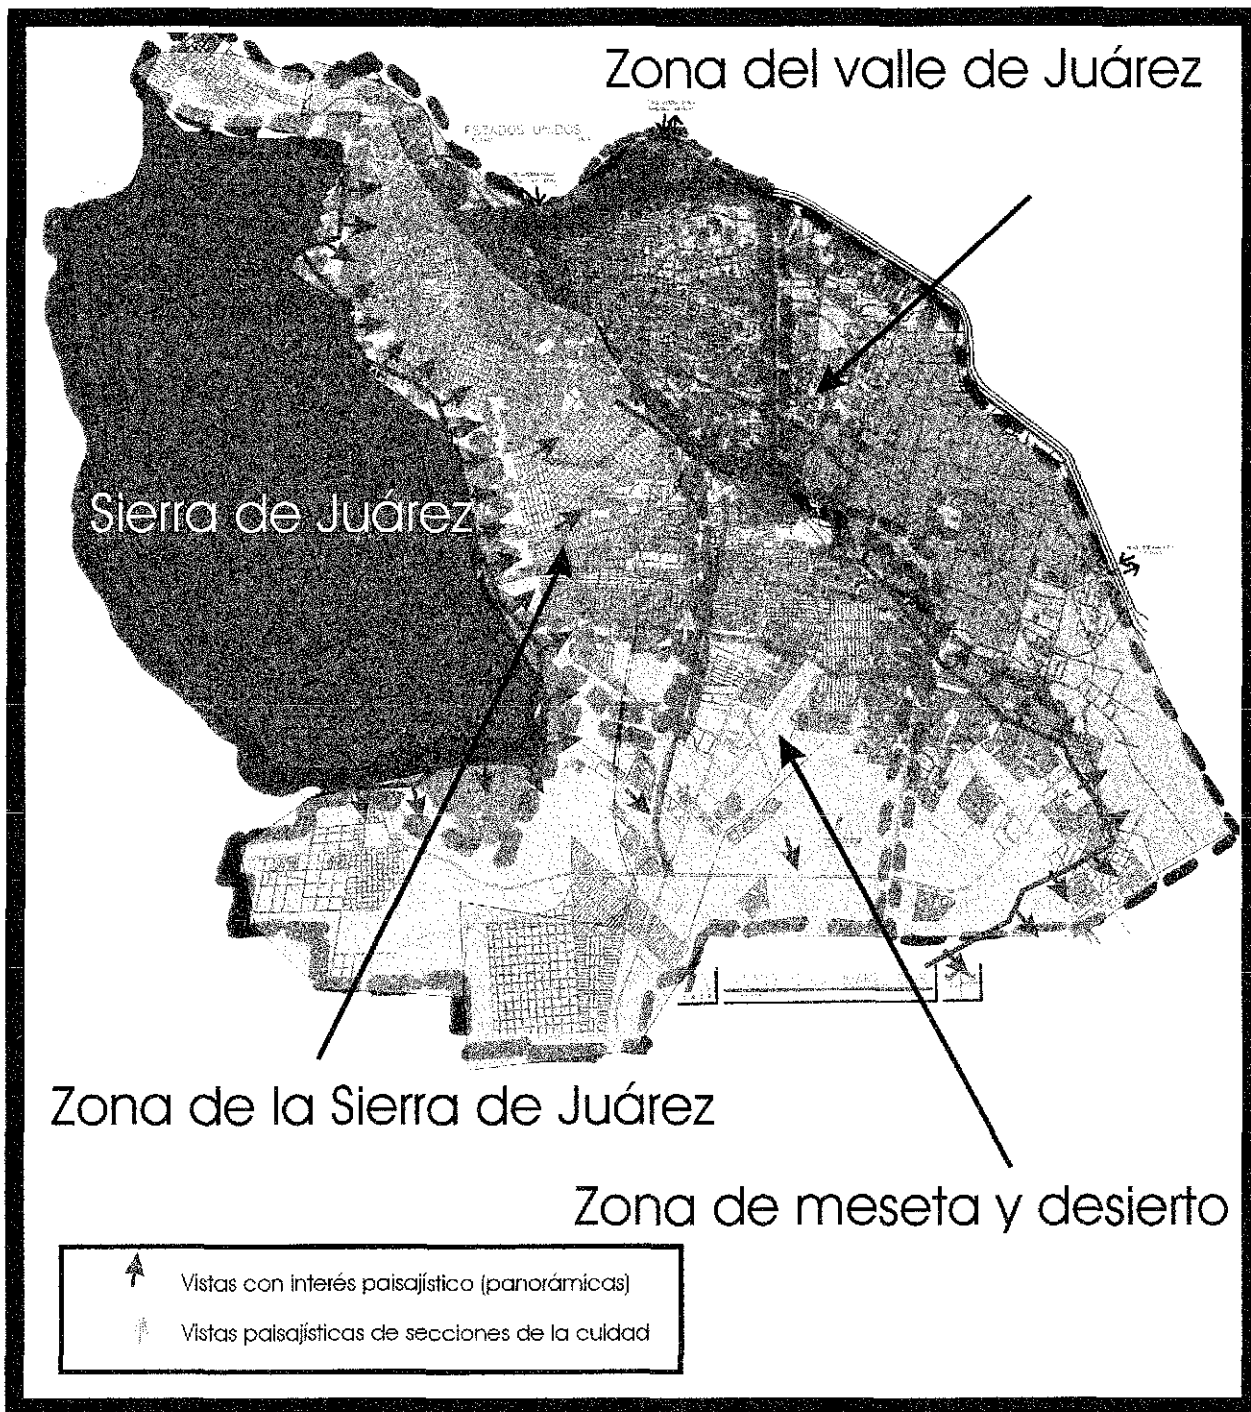 Zona del valle de Juárez
ESTADOS UNIDOS
Sierra de Juárez
Zona de la Sierra de Juárez
Zona de meseta y desierto
Vistas con interés paisajístico (panorámicas)
Vistas paisajísticas de secciones de la cuidad